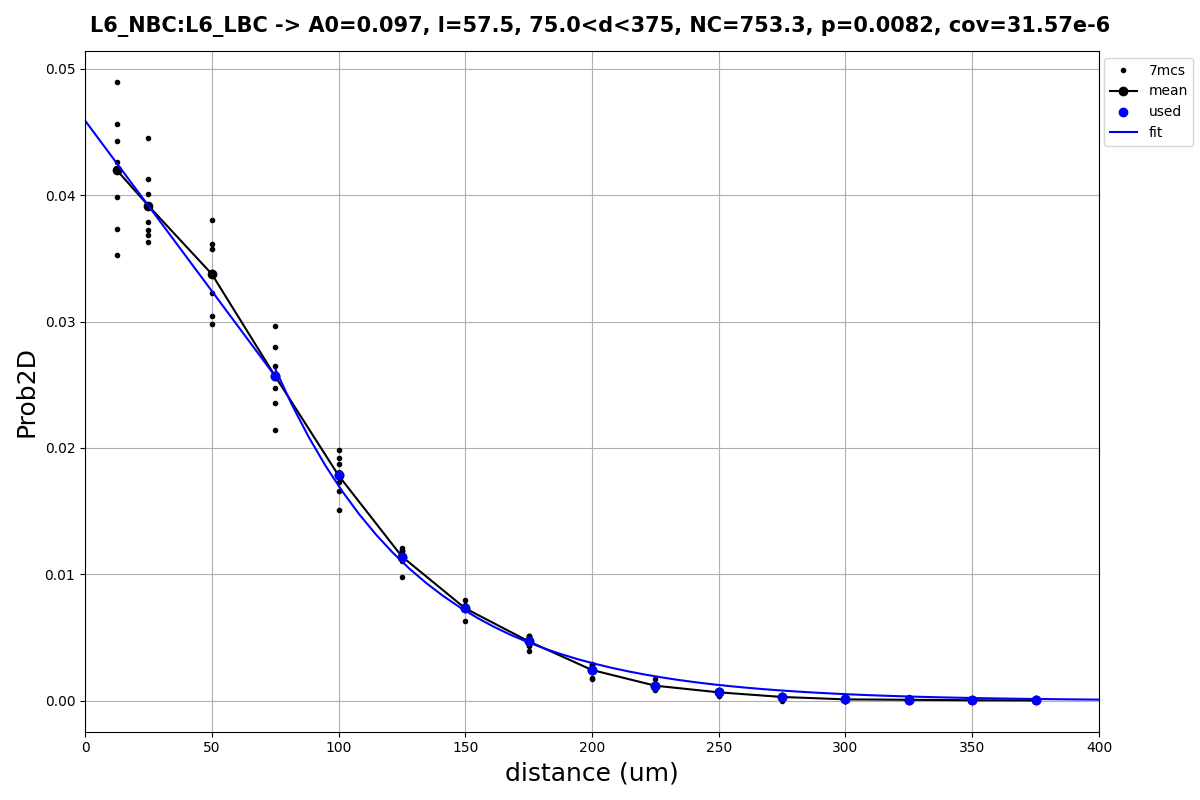 L6_NBC:L6_LBC -> A0=0.097, l=57.5, 75.0<d<375, NC=753.3, p=0.0082, cov=31.57e-6
7mcs
mean
used
fit
Prob2D
0.05
0.04
0.03
0.02
0.01
0.00
0 50 100 150 200 250 300 350 400
distance (um)